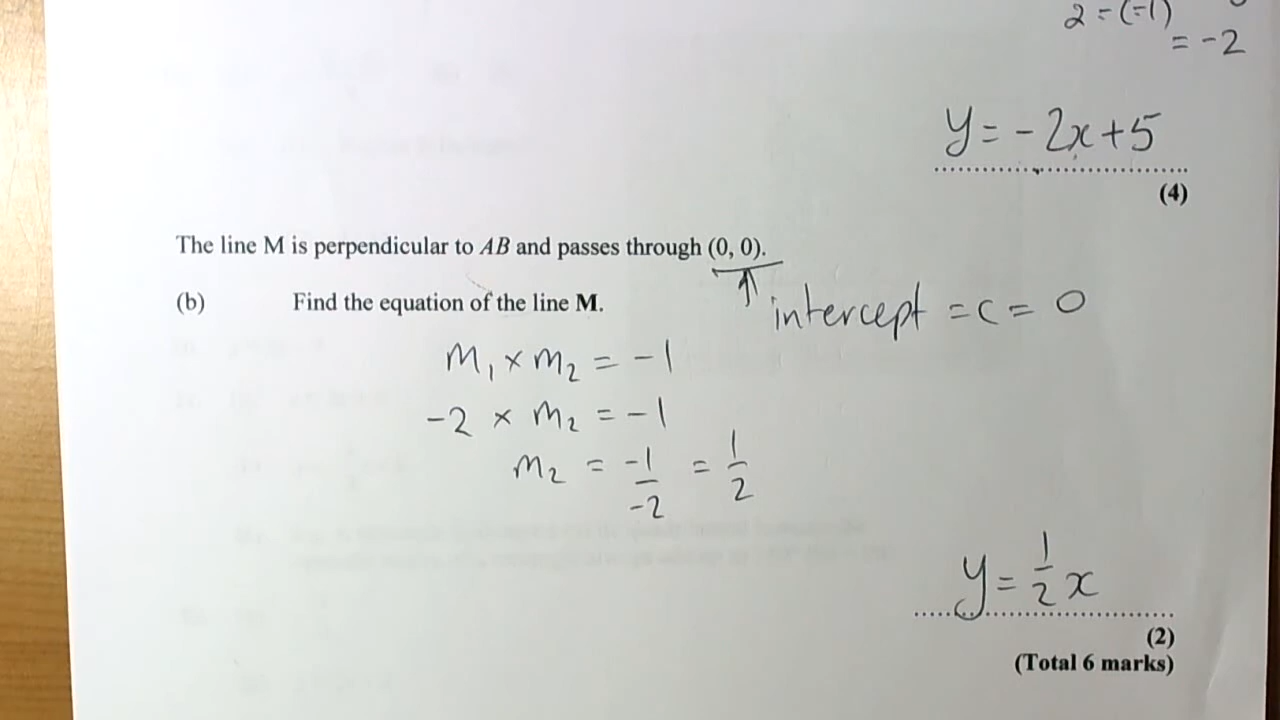 2 - (-1)
= -2
y = -2x + 5
(4)
The line M is perpendicular to AB and passes through (0, 0).
(b) Find the equation of the line M.
intercept = c = 0
m₁ × m₂ = -1
-2 × m₂ = -1
m₂ = -1/-2 = 1/2
y = 1/2 x
(2)
(Total 6 marks)